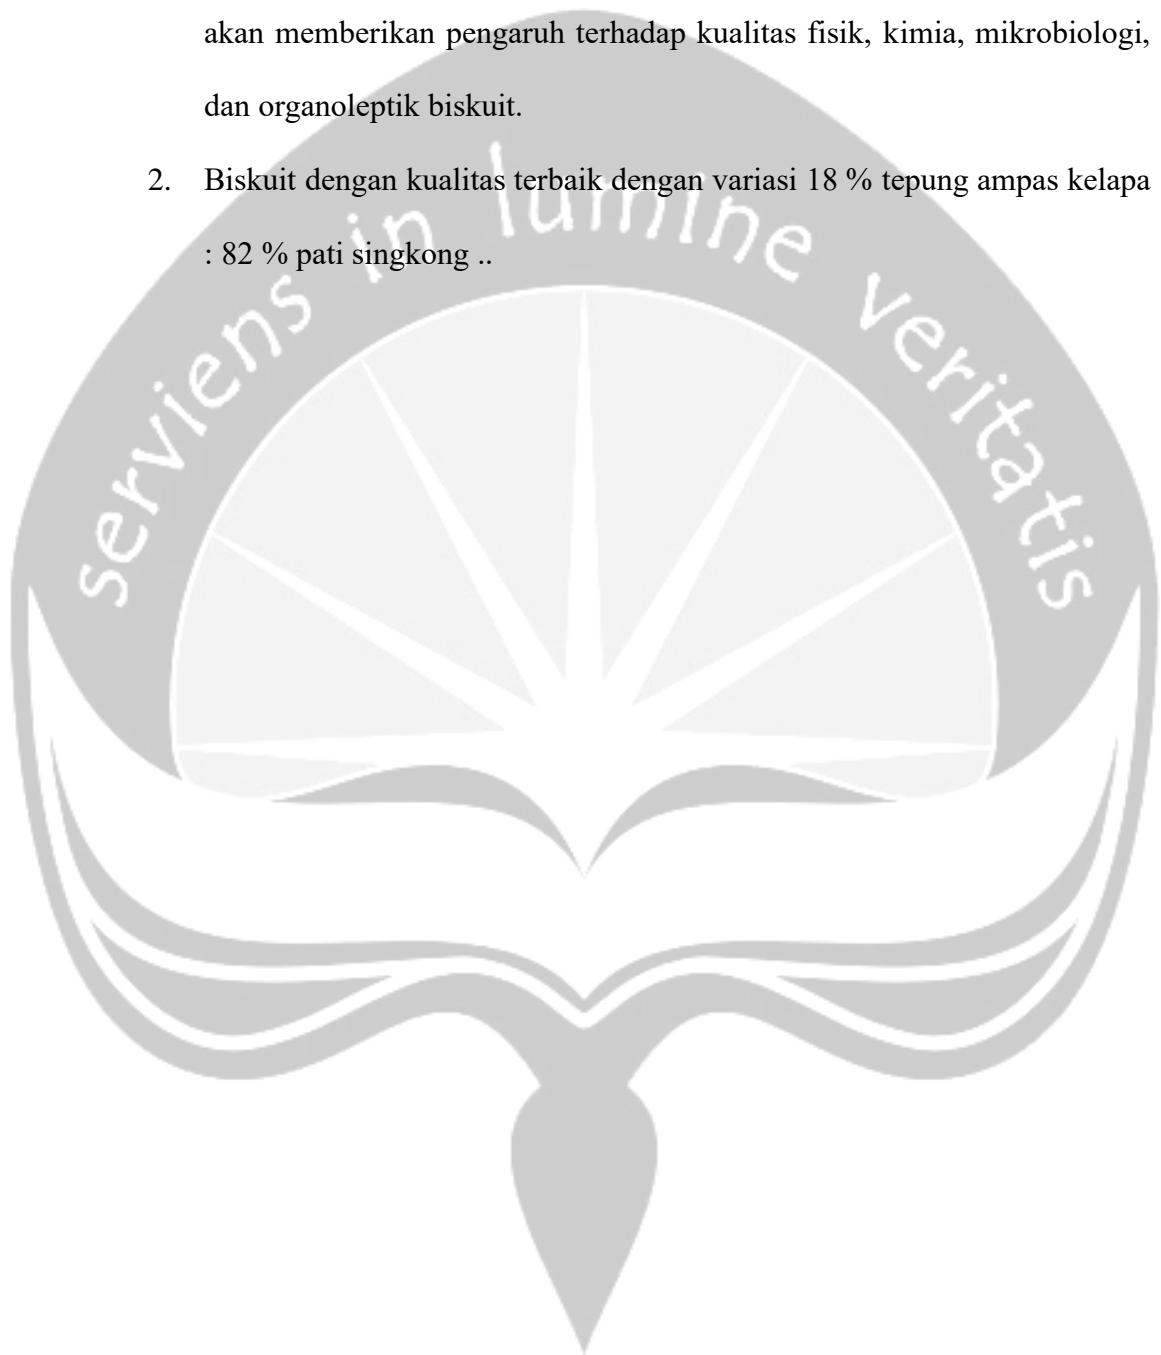 akan memberikan pengaruh terhadap kualitas fisik, kimia, mikrobiologi,
dan organoleptik biskuit.
2. Biskuit dengan kualitas terbaik dengan variasi 18 % tepung ampas kelapa
: 82 % pati singkong ..
serviens in lumine veritatis